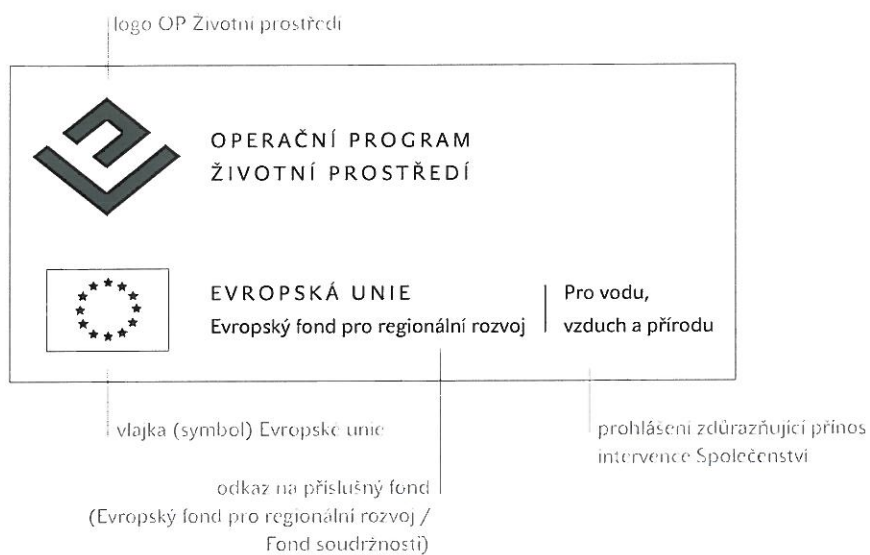 logo OP Životní prostředí
OPERAČNÍ PROGRAM
ŽIVOTNÍ PROSTŘEDÍ
EVROPSKÁ UNIE
Evropský fond pro regionální rozvoj
Pro vodu,
vzduch a přírodu
vlajka (symbol) Evropské unie
prohlášení zdůrazňující přínos
intervence Společenství
odkaz na příslušný fond
(Evropský fond pro regionální rozvoj /
Fond soudržnosti)